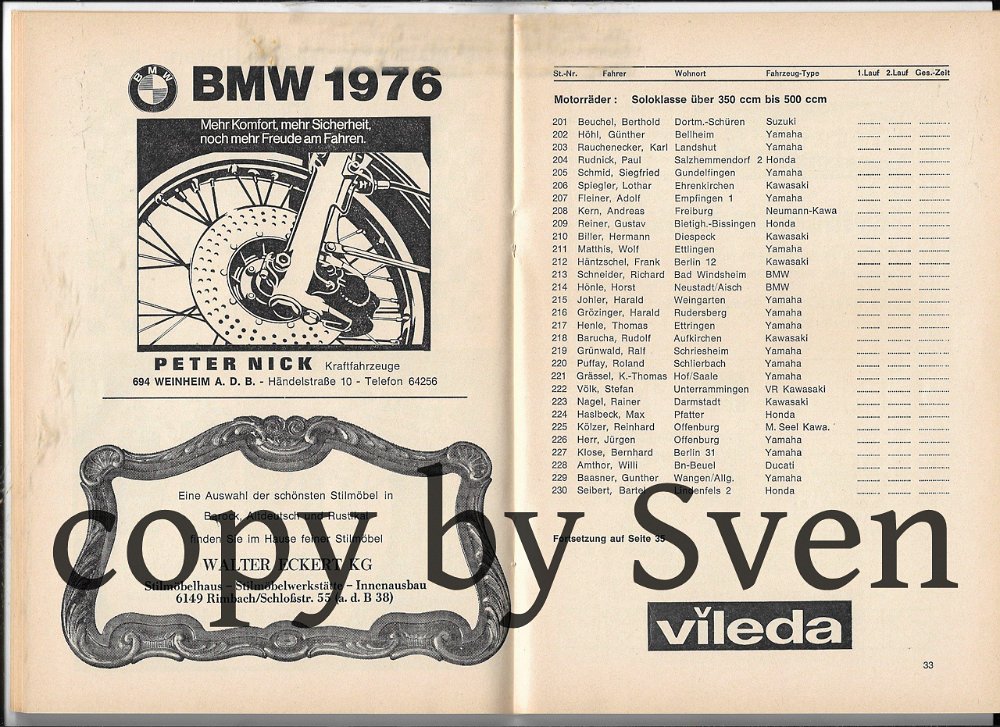 BMW
BMW 1976
Mehr Komfort, mehr Sicherheit,
noch mehr Freude am Fahren.
PETER NICK Kraftfahrzeuge
694 WEINHEIM A. D. B. - Händelstraße 10 - Telefon 64256
Eine Auswahl der schönsten Stilmöbel in
Barock, Altdeutsch und Rustikal
finden Sie im Hause feiner Stilmöbel
WALTER ECKERT KG
Stilmöbelhaus – Stilmöbelwerkstätte – Innenausbau
6149 Rimbach/Schloßstr. 55 (a. d. B 38)
St.-Nr. Fahrer Wohnort Fahrzeug-Type 1.Lauf 2.Lauf Ges.-Zeit
Motorräder : Soloklasse über 350 ccm bis 500 ccm
201 Beuchel, Berthold Dortm.-Schüren Suzuki
202 Höhl, Günther Bellheim Yamaha
203 Rauchenecker, Karl Landshut Yamaha
204 Rudnick, Paul Salzhemmendorf 2 Honda
205 Schmid, Siegfried Gundelfingen Yamaha
206 Spiegler, Lothar Ehrenkirchen Kawasaki
207 Fleiner, Adolf Empfingen 1 Yamaha
208 Kern, Andreas Freiburg Neumann-Kawa
209 Reiner, Gustav Bietigh.-Bissingen Honda
210 Biller, Hermann Diespeck Kawasaki
211 Matthis, Wolf Ettlingen Yamaha
212 Häntzschel, Frank Berlin 12 Kawasaki
213 Schneider, Richard Bad Windsheim BMW
214 Hönle, Horst Neustadt/Aisch BMW
215 Johler, Harald Weingarten Yamaha
216 Grözinger, Harald Rudersberg Yamaha
217 Henle, Thomas Ettringen Yamaha
218 Barucha, Rudolf Aufkirchen Kawasaki
219 Grünwald, Ralf Schriesheim Yamaha
220 Puffay, Roland Schlierbach Yamaha
221 Grässel, K.-Thomas Hof/Saale Yamaha
222 Völk, Stefan Unterrammingen VR Kawasaki
223 Nagel, Rainer Darmstadt Kawasaki
224 Haslbeck, Max Pfatter Honda
225 Kölzer, Reinhard Offenburg M. Seel Kawa.
226 Herr, Jürgen Offenburg Yamaha
227 Klose, Bernhard Berlin 31 Yamaha
228 Amthor, Willi Bn-Beuel Ducati
229 Baasner, Gunther Wangen/Allg. Yamaha
230 Seibert, Bartel Lindenfels 2 Honda
Fortsetzung auf Seite 35
copy by Sven
vileda
33